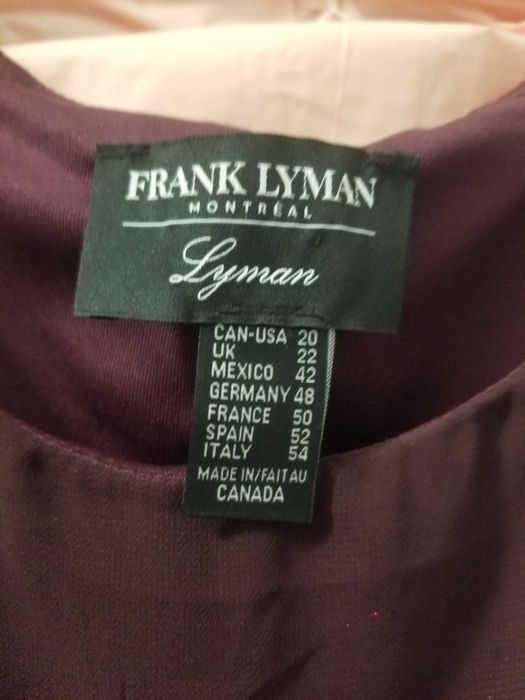 FRANK LYMAN
MONTRÉAL
Lyman
CAN-USA 20
UK 22
MEXICO 42
GERMANY 48
FRANCE 50
SPAIN 52
ITALY 54
MADE IN/FAIT AU
CANADA